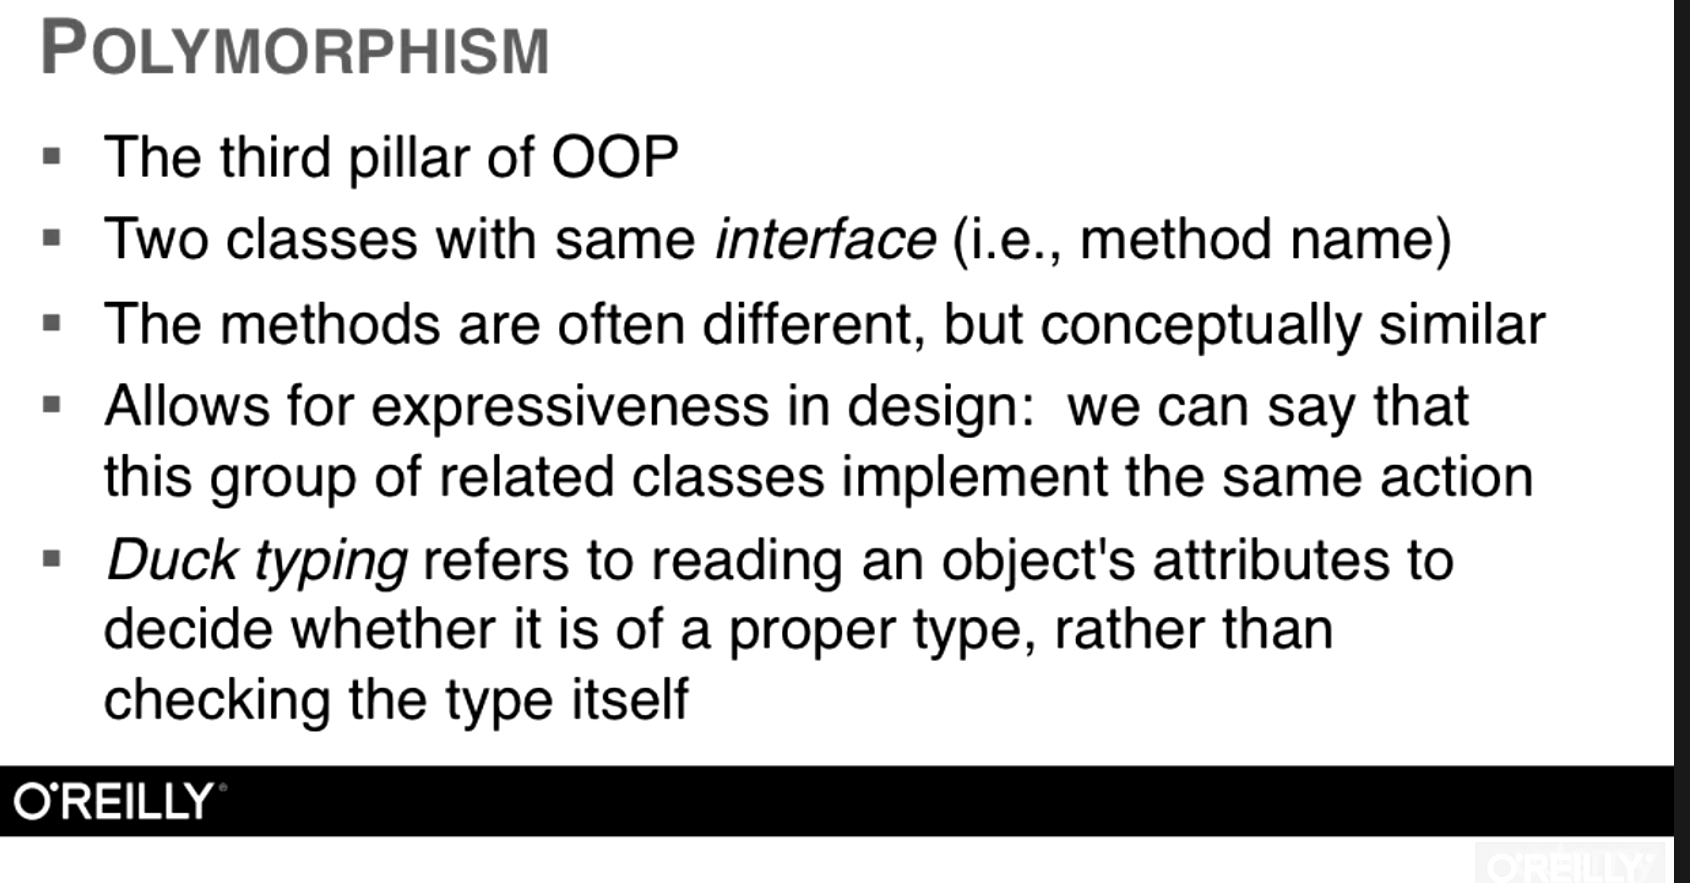 POLYMORPHISM
▪ The third pillar of OOP
▪ Two classes with same interface (i.e., method name)
▪ The methods are often different, but conceptually similar
▪ Allows for expressiveness in design:  we can say that
this group of related classes implement the same action
▪ Duck typing refers to reading an object's attributes to
decide whether it is of a proper type, rather than
checking the type itself
O'REILLY®
O'REILLY